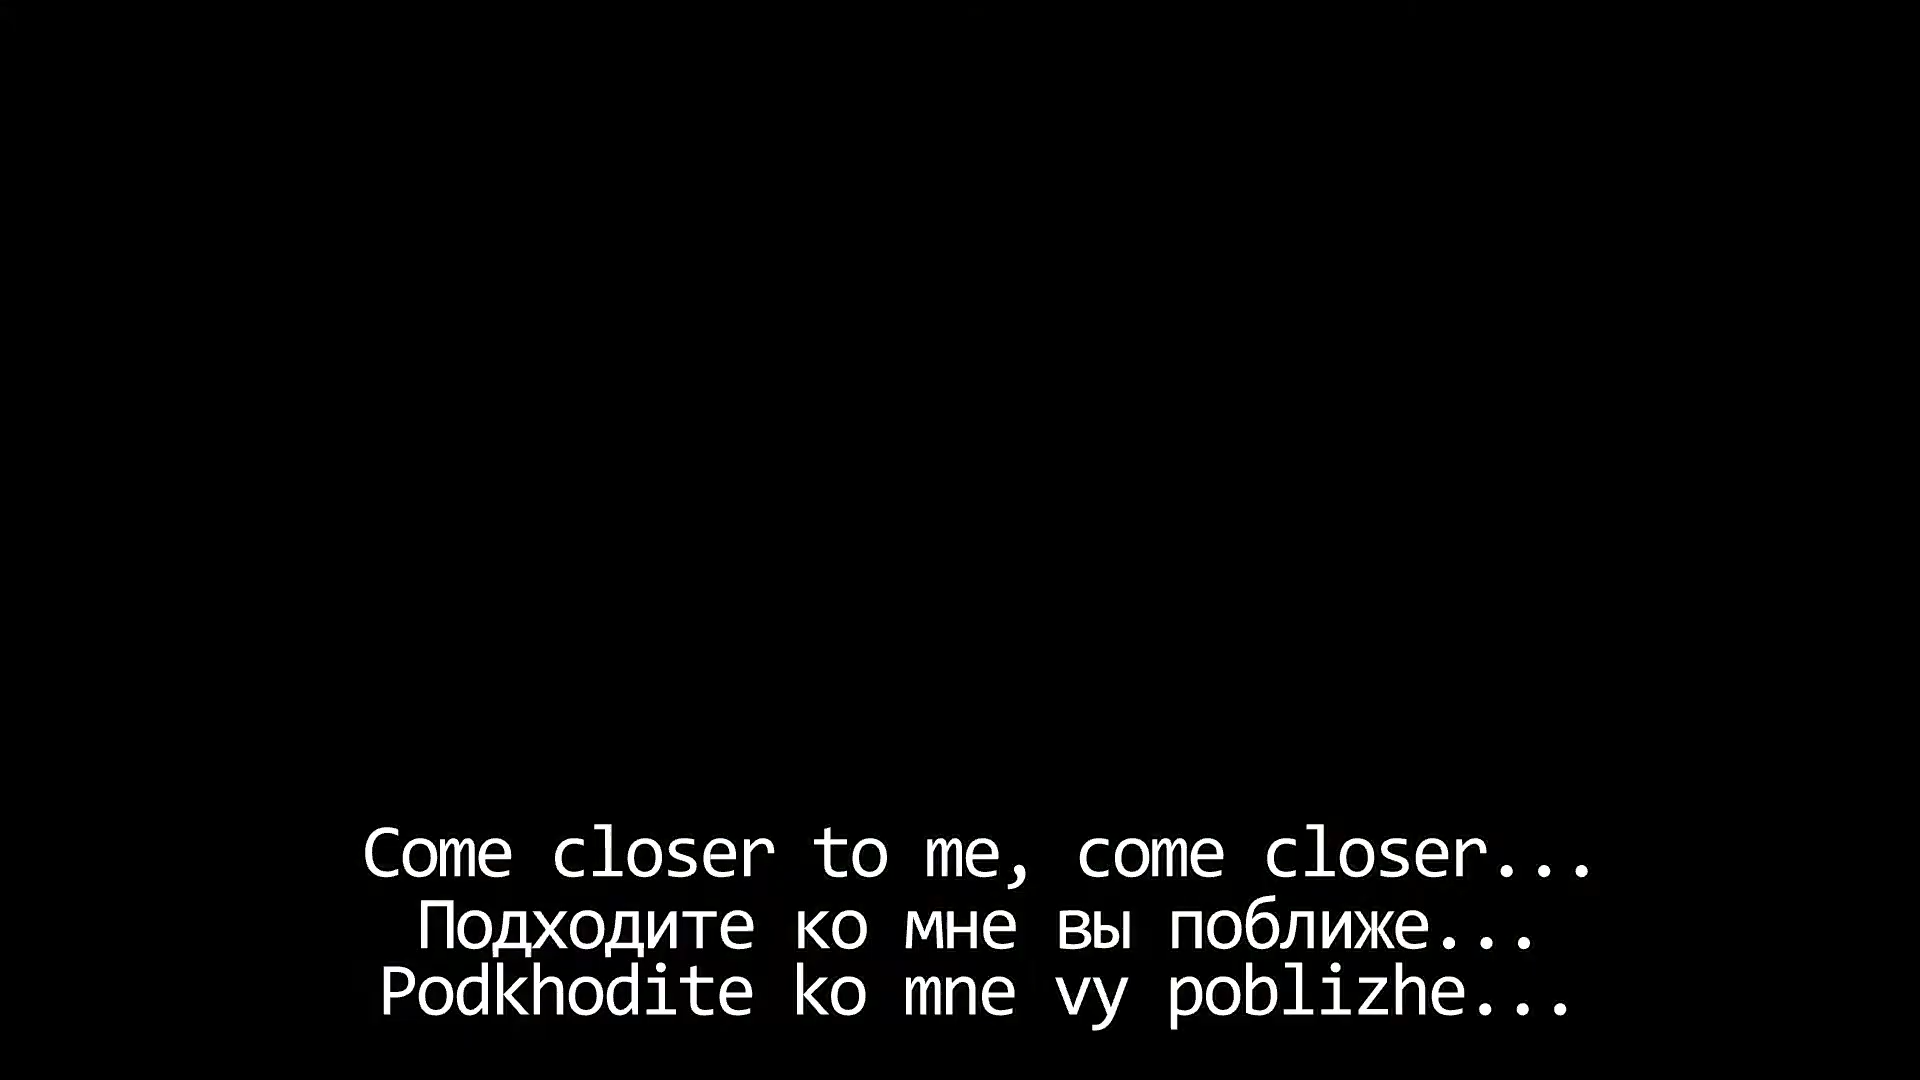 Come closer to me, come closer...
Подходите ко мне вы поближе...
Podkhodite ko mne vy poblizhe...